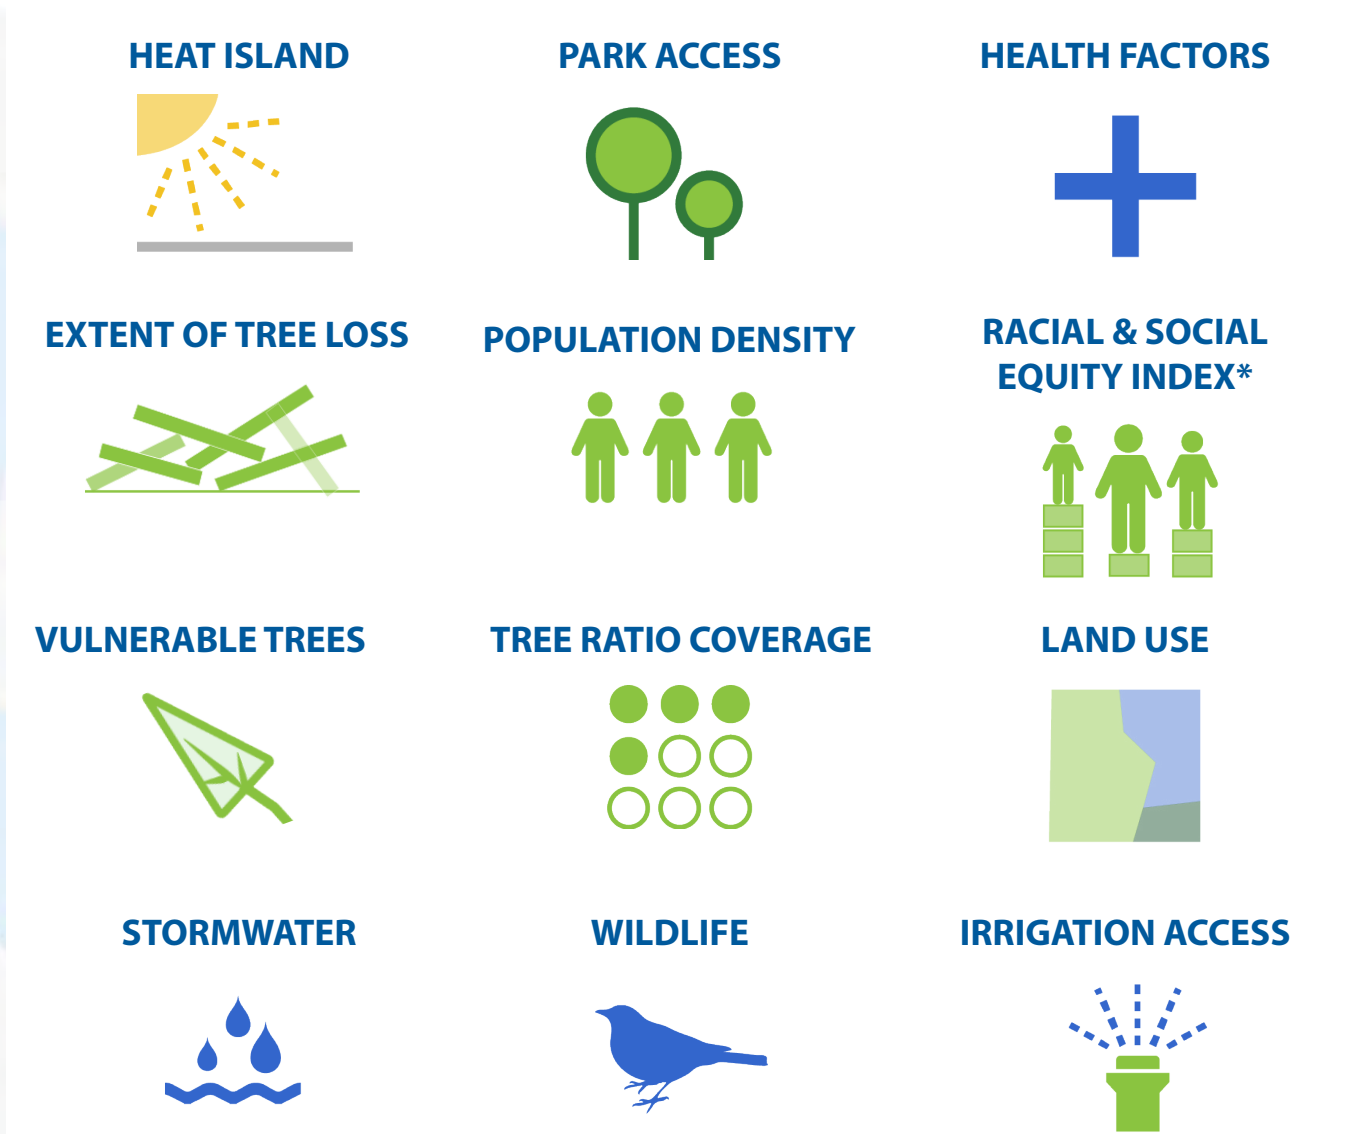 HEAT ISLAND
PARK ACCESS
HEALTH FACTORS
EXTENT OF TREE LOSS
POPULATION DENSITY
RACIAL & SOCIAL
EQUITY INDEX*
VULNERABLE TREES
TREE RATIO COVERAGE
LAND USE
STORMWATER
WILDLIFE
IRRIGATION ACCESS